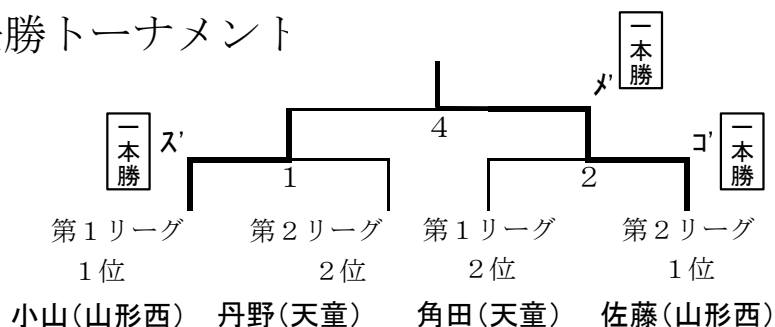 勝トーナメント
一本勝
メ'
4
一本勝
ス'
コ'
一本勝
1
2
第1リーグ 第2リーグ 第1リーグ 第2リーグ
1位 2位 2位 1位
小山(山形西) 丹野(天童) 角田(天童) 佐藤(山形西)